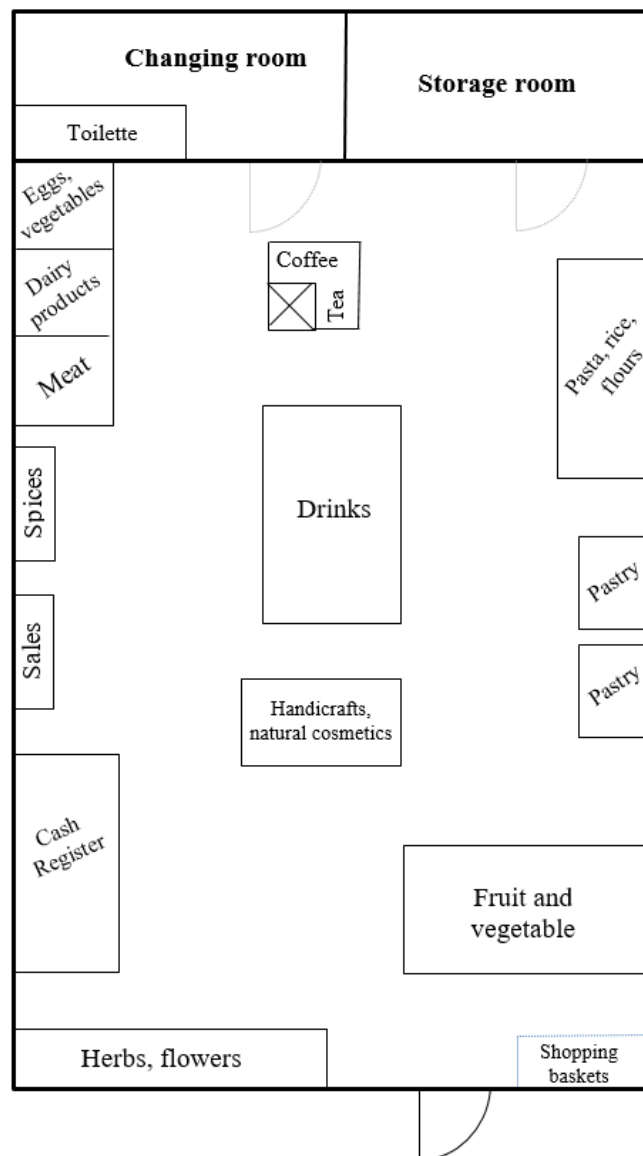 Changing room
Storage room
Toilette
Eggs,
vegetables
Dairy
products
Meat
Coffee
Tea
Pasta, rice,
flours
Spices
Drinks
Pastry
Sales
Pastry
Handicrafts,
natural cosmetics
Cash
Register
Fruit and
vegetable
Herbs, flowers
Shopping
baskets